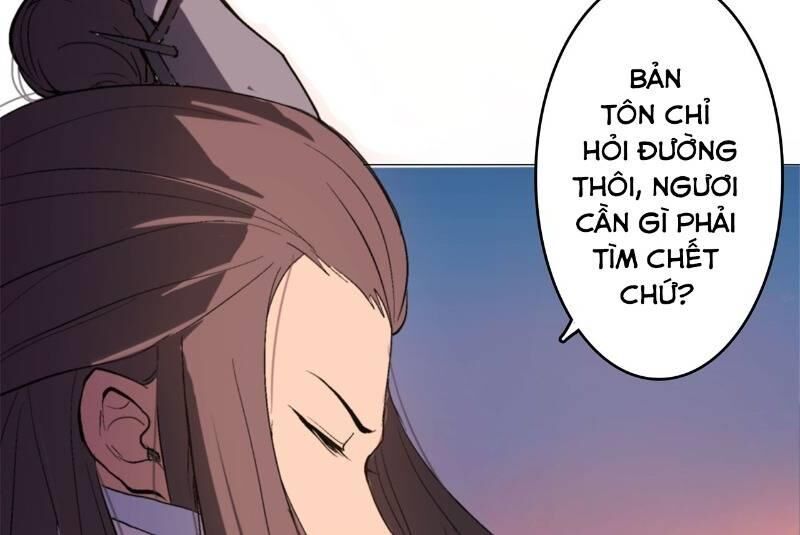 BẢN
TÔN CHỈ
HỎI ĐƯỜNG
THÔI, NGƯƠI
CẦN GÌ PHẢI
TÌM CHẾT
CHỨ?